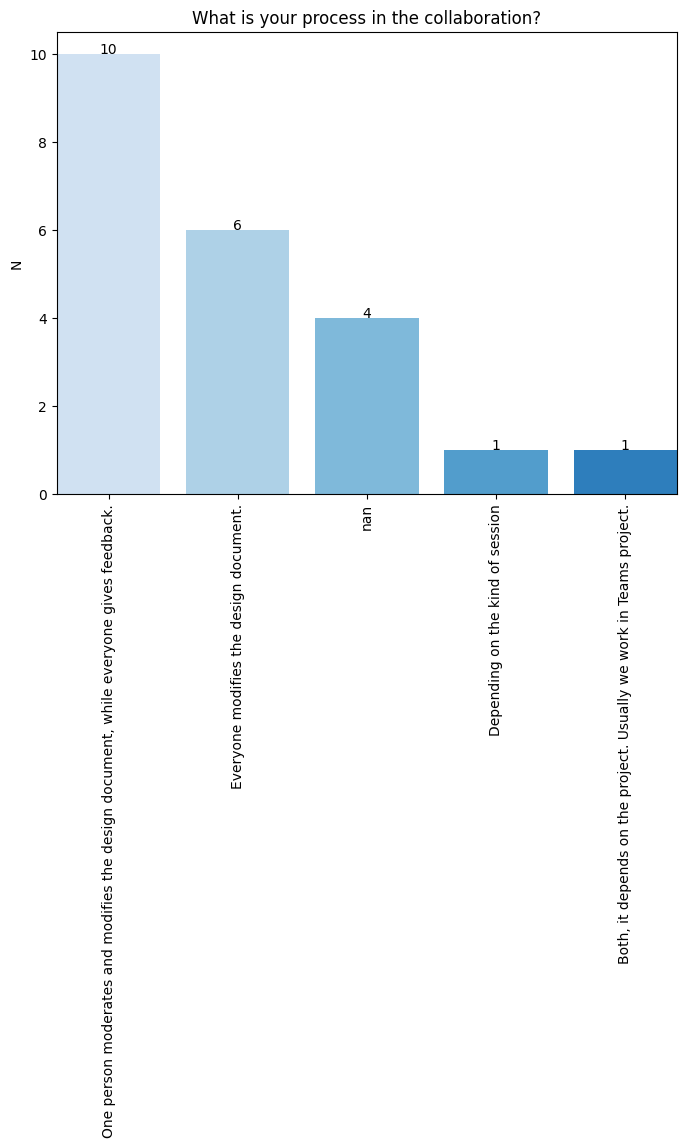 What is your process in the collaboration?
10
8
6
4
2
0
N
10
6
4
1
1
One person moderates and modifies the design document, while everyone gives feedback.
Everyone modifies the design document.
nan
Depending on the kind of session
Both, it depends on the project. Usually we work in Teams project.